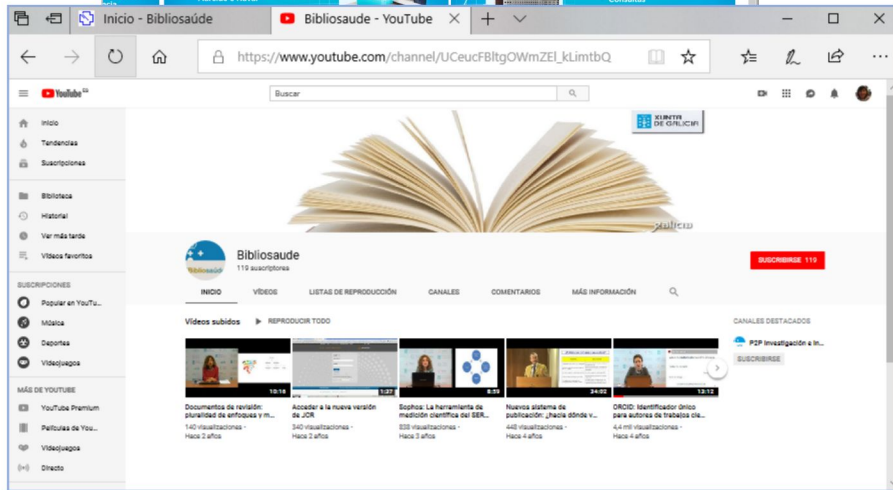 Consultas
Inicio - Bibliosaúde
Bibliosaude - YouTube
https://www.youtube.com/channel/UCeucFBltgOWmZEl_kLimtbQ
YouTube ES
Buscar
XUNTA
DE GALICIA
Inicio
Tendencias
Suscripciones
Biblioteca
Historial
Ver más tarde
Vídeos favoritos
SUSCRIPCIONES
Popular en YouTu...
Música
Deportes
Videojuegos
MÁS DE YOUTUBE
YouTube Premium
Películas de You...
Videojuegos
Directo
galicia
Bibliosaúde
Bibliosaude
119 suscriptores
SUSCRIBIRSE 119
INICIO
VÍDEOS
LISTAS DE REPRODUCCIÓN
CANALES
COMENTARIOS
MÁS INFORMACIÓN
Vídeos subidos
REPRODUCIR TODO
10:16
1:37
8:59
34:02
13:12
Documentos de revisión:
pluralidad de enfoques y m...
140 visualizaciones ·
Hace 2 años
Acceder a la nueva versión
de JCR
340 visualizaciones ·
Hace 2 años
Sophos: La herramienta de
medición científica del SER...
838 visualizaciones ·
Hace 3 años
Nuevos sistema de
publicación: ¿hacia dónde v...
448 visualizaciones ·
Hace 4 años
ORCID: Identificador único
para autores de trabajos cie...
4,4 mil visualizaciones ·
Hace 4 años
CANALES DESTACADOS
P2P Investigación e In...
SUSCRIBIRSE